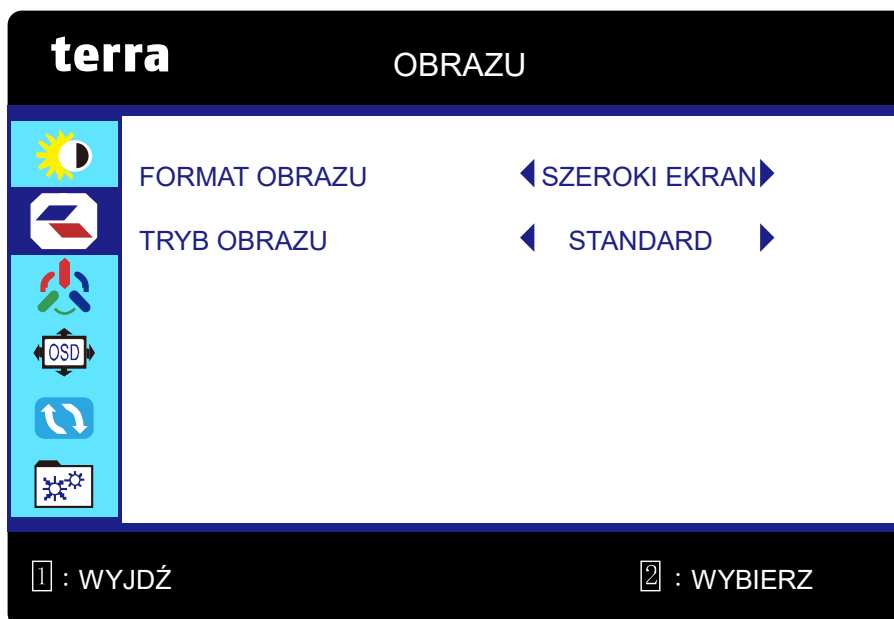 terra
OBRAZU
FORMAT OBRAZU SZEROKI EKRAN
TRYB OBRAZU STANDARD
OSD
1 : WYJDŹ 2 : WYBIERZ